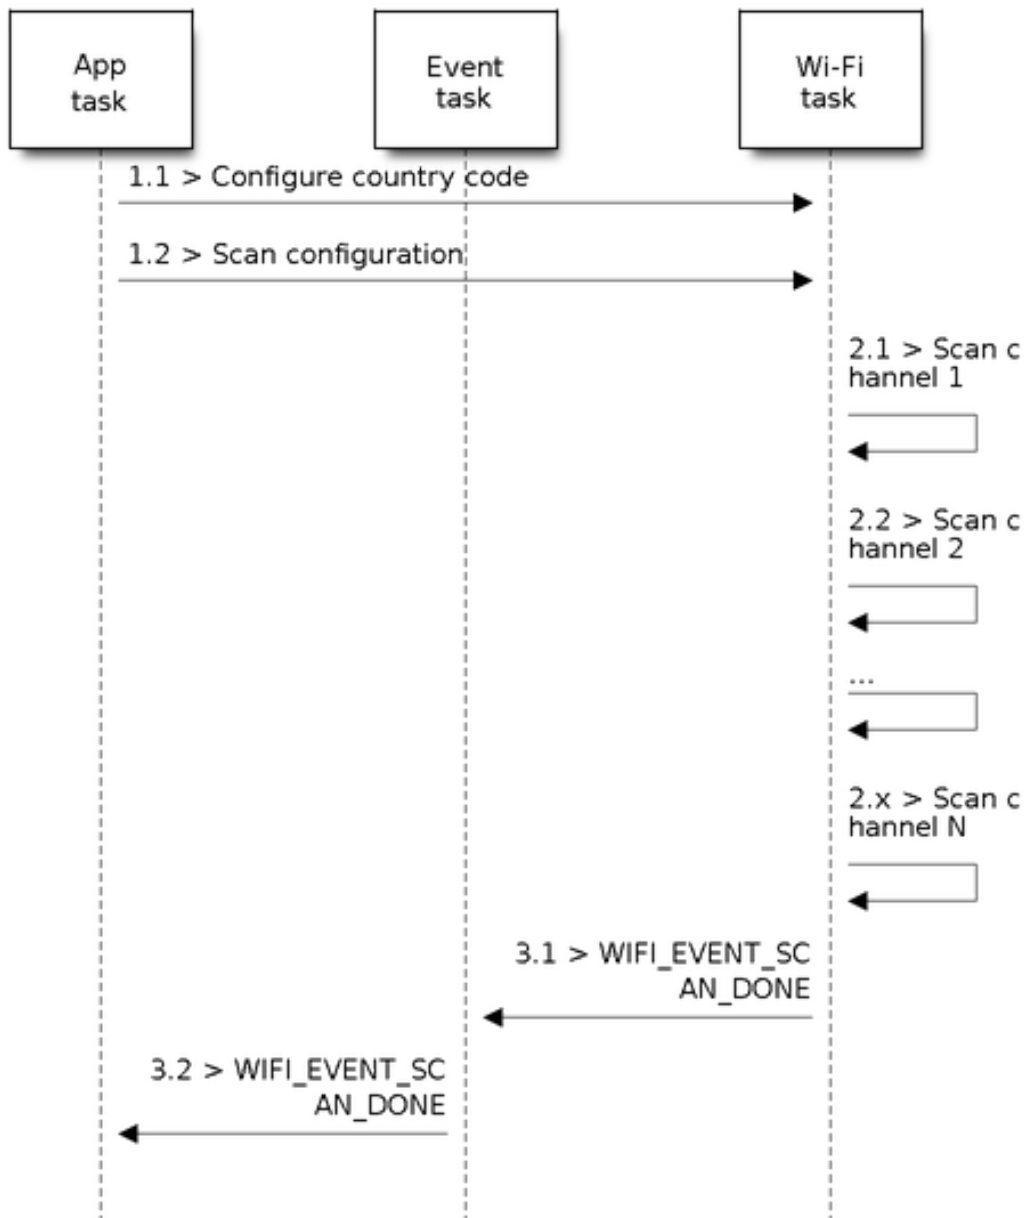 App
task
Event
task
Wi-Fi
task
1.1 > Configure country code
1.2 > Scan configuration
2.1 > Scan c
hannel 1
2.2 > Scan c
hannel 2
...
2.x > Scan c
hannel N
3.1 > WIFI_EVENT_SC
AN_DONE
3.2 > WIFI_EVENT_SC
AN_DONE